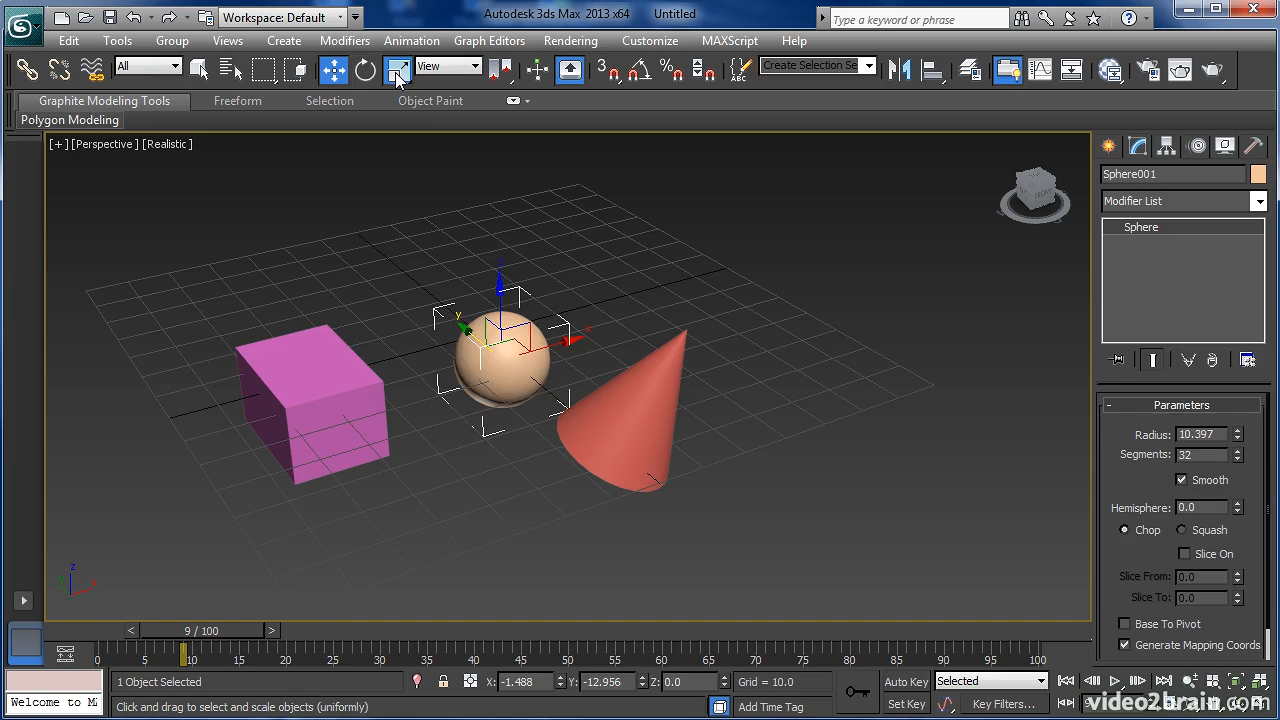 Workspace: Default
Autodesk 3ds Max 2013 x64 Untitled
Type a keyword or phrase
Edit Tools Group Views Create Modifiers Animation Graph Editors Rendering Customize MAXScript Help
All
View
3
Create Selection Se
Graphite Modeling Tools Freeform Selection Object Paint
Polygon Modeling
[+][Perspective][Realistic]
FRONT
Sphere001
Modifier List
Sphere
z
y
x
Parameters
Radius: 10.397
Segments: 32
Smooth
Hemisphere: 0.0
Chop Squash
Slice On
Slice From: 0.0
Slice To: 0.0
Base To Pivot
Generate Mapping Coords
z
y
x
< 9 / 100 >
0 5 10 15 20 25 30 35 40 45 50 55 60 65 70 75 80 85 90 95 100
1 Object Selected
X: -1.488 Y: -12.956 Z: 0.0
Grid = 10.0
Auto Key
Selected
Welcome to M
Click and drag to select and scale objects (uniformly)
Add Time Tag
Set Key
Key Filters...
video2brain.com